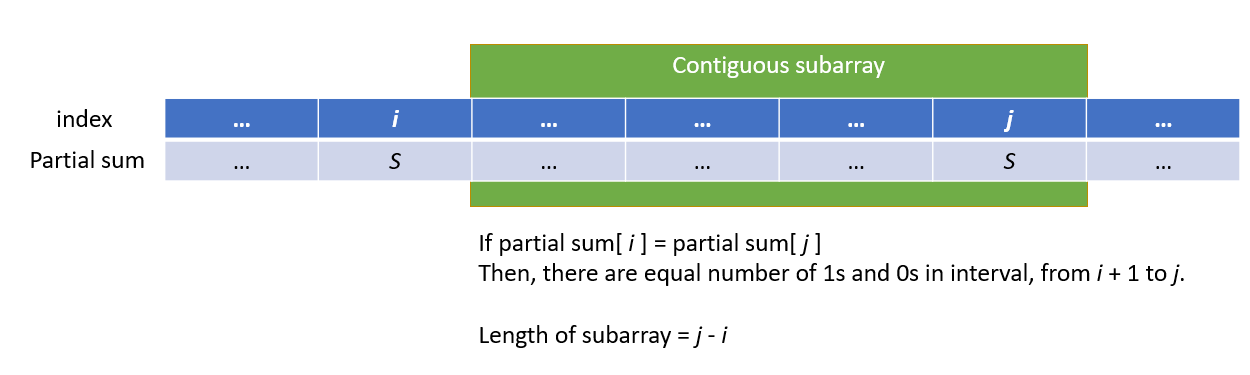 Contiguous subarray
index ... i ... ... ... j ...
Partial sum ... S ... ... ... S ...
If partial sum[ i ] = partial sum[ j ]
Then, there are equal number of 1s and 0s in interval, from i + 1 to j.
Length of subarray = j - i